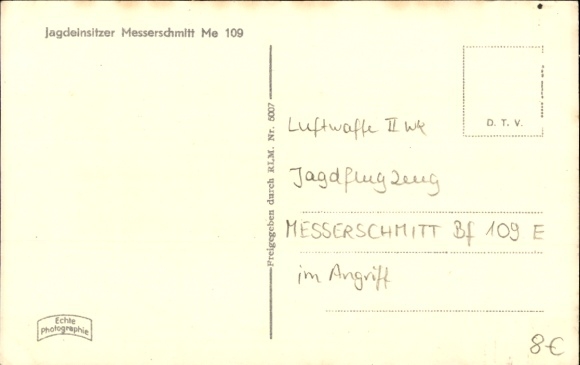 Jagdeinsitzer Messerschmitt Me 109
Freigegeben durch RLM. Nr. 5007
D. T. V.
Luftwaffe II WK
Jagdflugzeug
MESSERSCHMITT Bf 109 E
im Angriff
Echte
Photographie
8€